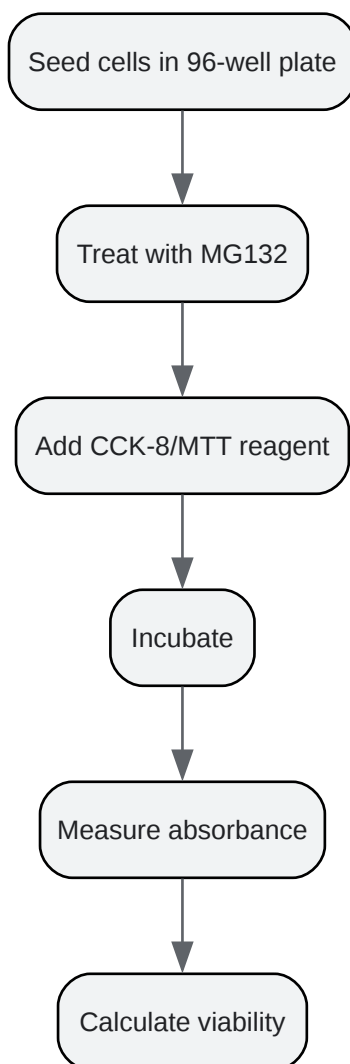 Seed cells in 96-well plate
Treat with MG132
Add CCK-8/MTT reagent
Incubate
Measure absorbance
Calculate viability